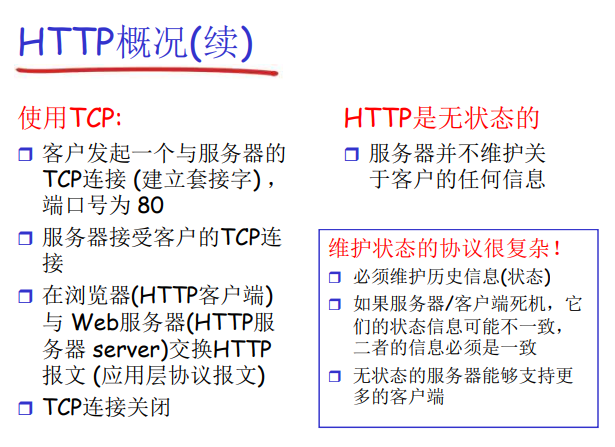 HTTP概况(续)
使用TCP:
客户发起一个与服务器的
TCP连接 (建立套接字) ，
端口号为 80
服务器接受客户的TCP连
接
在浏览器(HTTP客户端)
与 Web服务器(HTTP服
务器 server)交换HTTP
报文 (应用层协议报文)
TCP连接关闭
HTTP是无状态的
服务器并不维护关
于客户的任何信息
维护状态的协议很复杂！
必须维护历史信息(状态)
如果服务器/客户端死机，它
们的状态信息可能不一致，
二者的信息必须是一致
无状态的服务器能够支持更
多的客户端